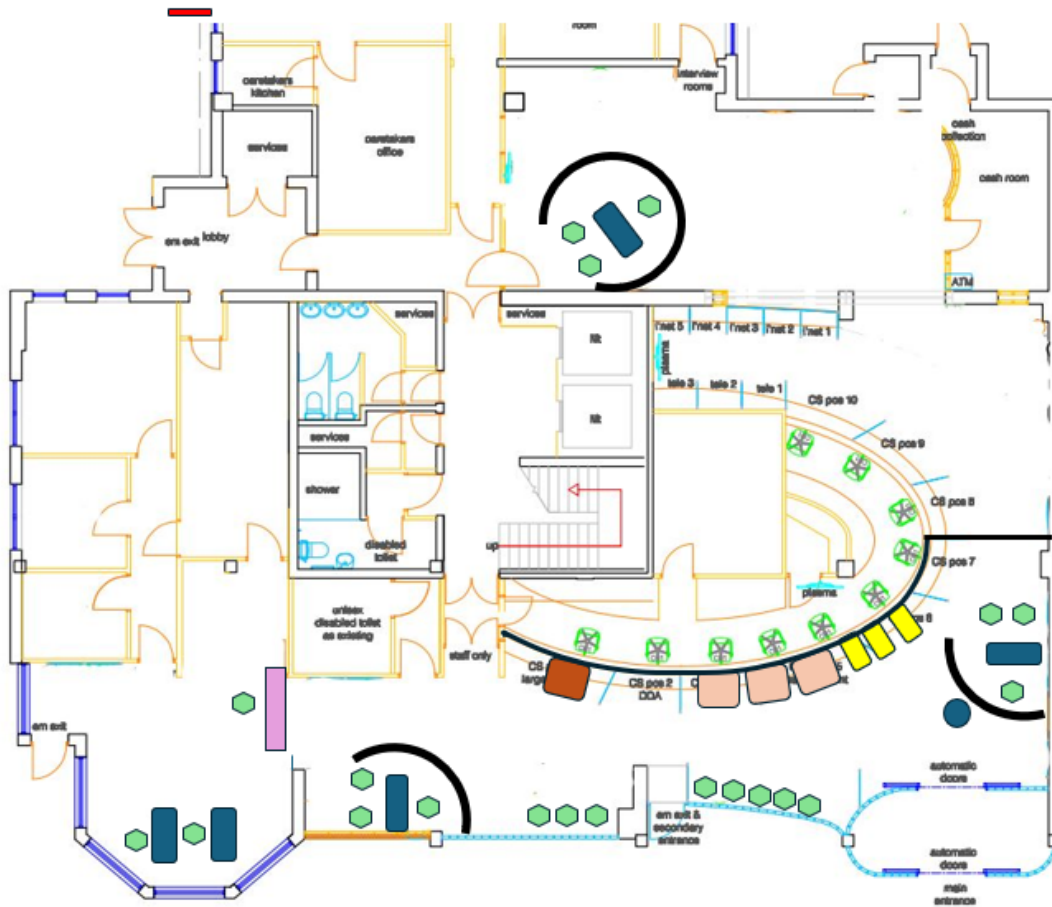 room
interview
rooms
caretakers
kitchen
caretakers
office
services
cash
collection
cash room
em exit
lobby
ATM
services
services
lift
i'net 5
i'net 4
i'net 3
i'net 2
i'net 1
plasma
tele 3
tele 2
tele 1
CS pos 10
lift
CS pos 9
services
shower
CS pos 8
up
disabled
toilet
CS pos 7
plasma
unisex
disabled toilet
as existing
staff only
CS pos 2
DDA
em exit
automatic
doors
em exit &
secondary
entrance
automatic
doors
main
entrance